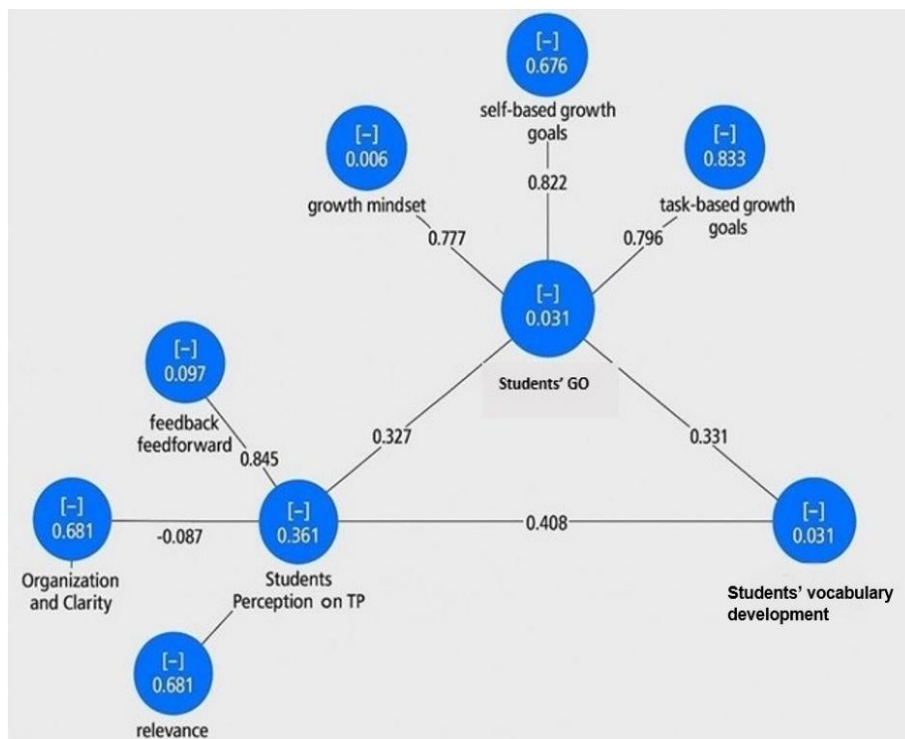 [–]
0.676
self-based growth
goals
[–]
0.006
growth mindset
[–]
0.833
task-based growth
goals
0.822
0.777
0.796
[–]
0.031
Students' GO
[–]
0.097
feedback
feedforward
0.327
0.331
0.845
[–]
0.681
Organization
and Clarity
-0.087
[–]
0.361
Students
Perception on TP
0.408
[–]
0.031
Students' vocabulary
development
[–]
0.681
relevance